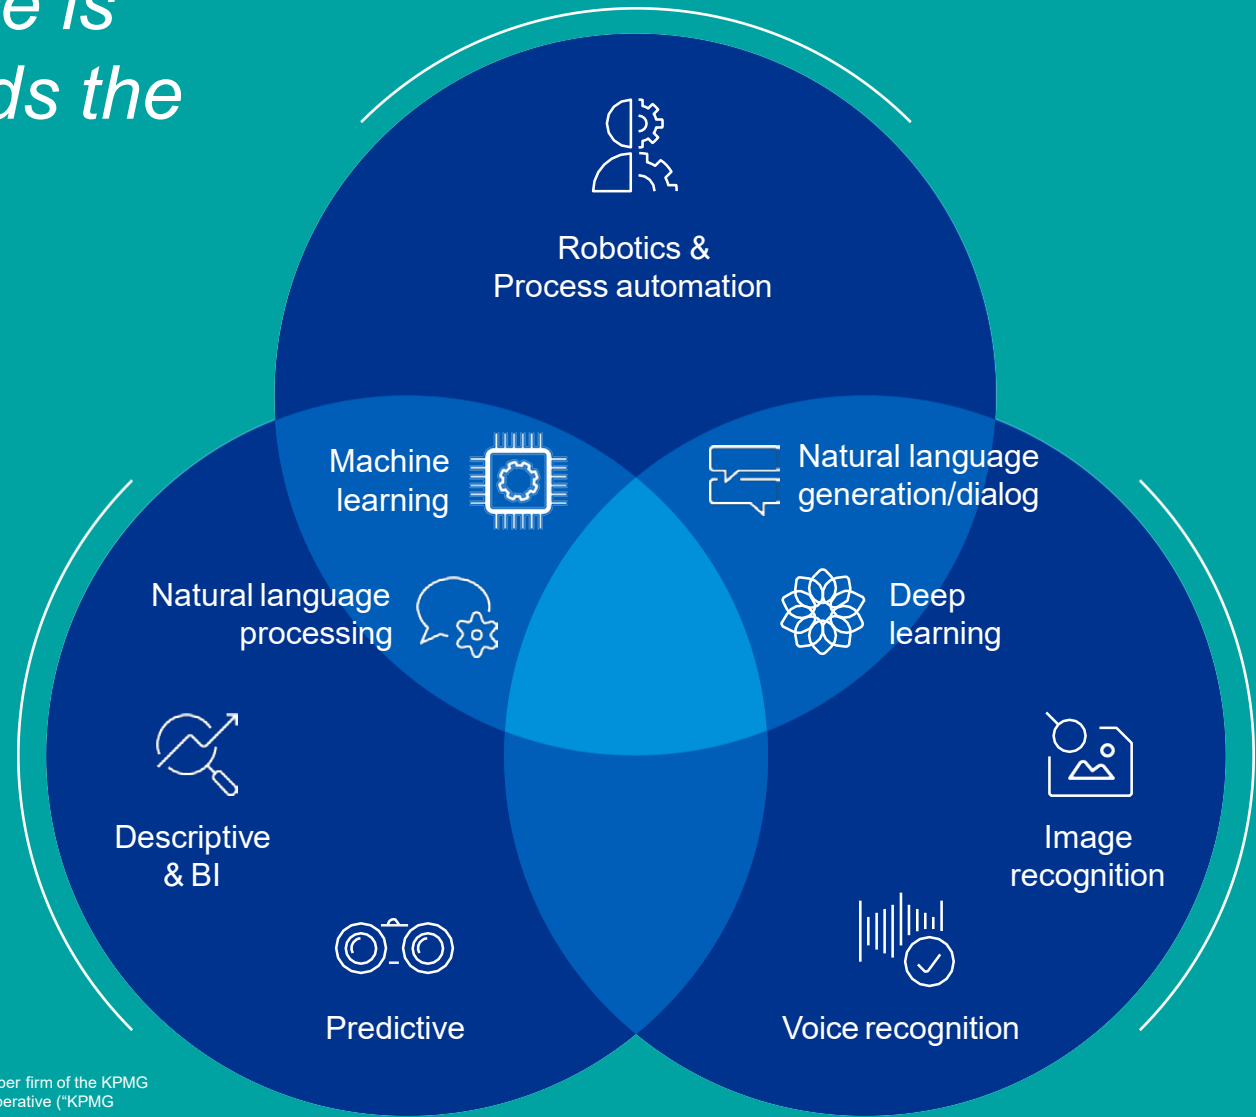 e is
ds the
Robotics &
Process automation
Machine
learning
Natural language
generation/dialog
Natural language
processing
Deep
learning
Descriptive
& BI
Image
recognition
Predictive
Voice recognition
ber firm of the KPMG
perative (“KPMG